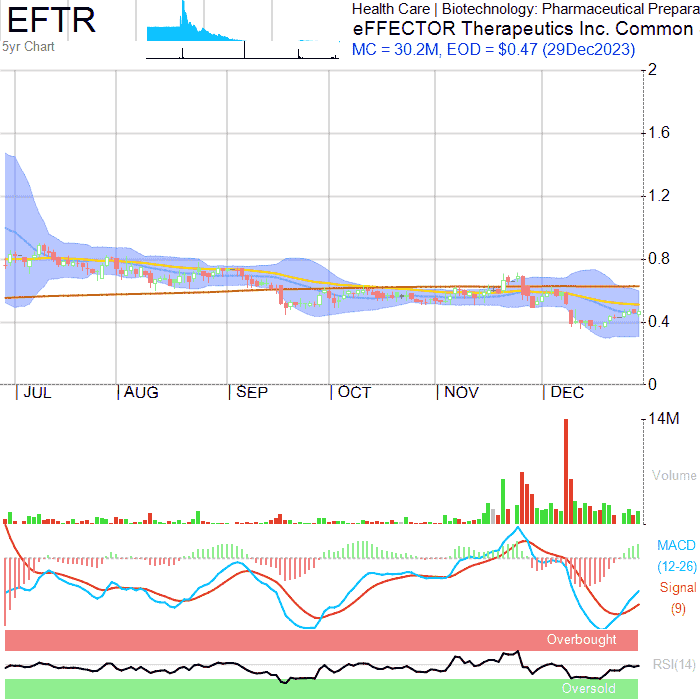 EFTR
5yr Chart
Health Care | Biotechnology: Pharmaceutical Prepara
eFFECTOR Therapeutics Inc. Common
MC = 30.2M, EOD = $0.47 (29Dec2023)
2
1.6
1.2
0.8
0.4
0
JUL AUG SEP OCT NOV DEC
14M
Volume
MACD
(12-26)
Signal
(9)
Overbought
RSI(14)
Oversold